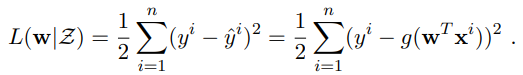 L(w|𝒵) = 1/2 ∑_{i=1}^{n} (y^i − ŷ^i)^2 = 1/2 ∑_{i=1}^{n} (y^i − g(w^T x^i))^2 .